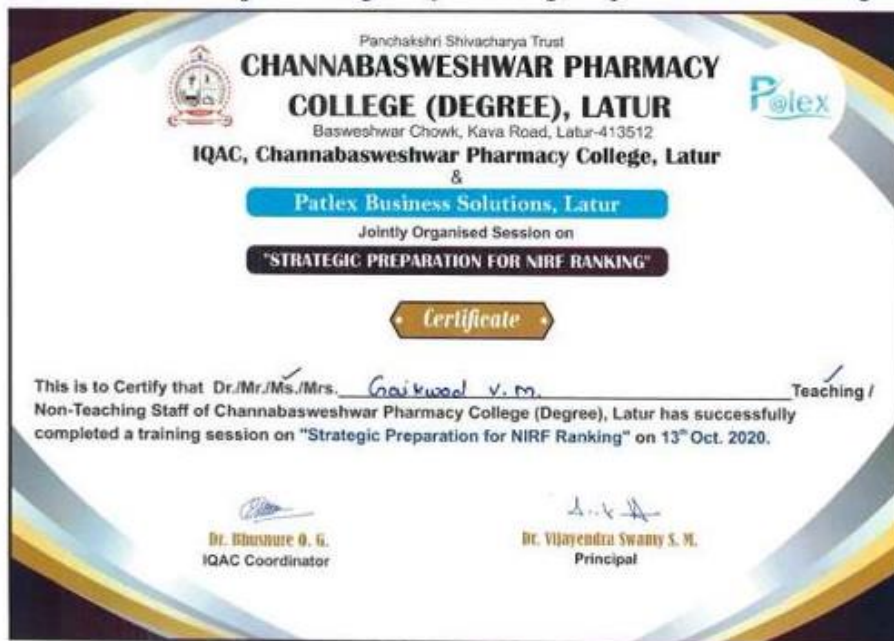 Panchakshri Shivacharya Trust
CHANNABASWESHWAR PHARMACY
COLLEGE (DEGREE), LATUR
Basweshwar Chowk, Kava Road, Latur-413512
IQAC, Channabasweshwar Pharmacy College, Latur
&
Patlex Business Solutions, Latur
Jointly Organised Session on
"STRATEGIC PREPARATION FOR NIRF RANKING"
P@lex
Certificate
This is to Certify that Dr./Mr./Ms./Mrs. Gaikwad V. M. Teaching /
Non-Teaching Staff of Channabasweshwar Pharmacy College (Degree), Latur has successfully
completed a training session on "Strategic Preparation for NIRF Ranking" on 13th Oct. 2020.
Dr. Bhusnure O. G.
IQAC Coordinator
Dr. Vijayendra Swamy S. M.
Principal